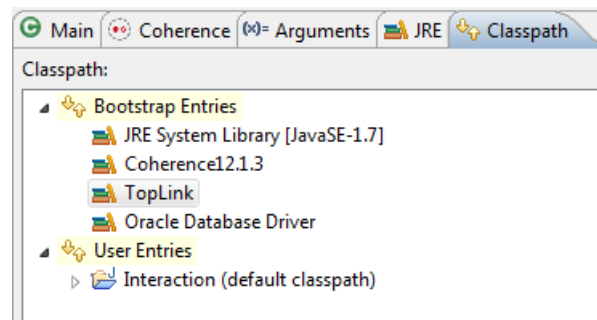 Main Coherence (x)= Arguments JRE Classpath
Classpath:
Bootstrap Entries
JRE System Library [JavaSE-1.7]
Coherence12.1.3
TopLink
Oracle Database Driver
User Entries
Interaction (default classpath)